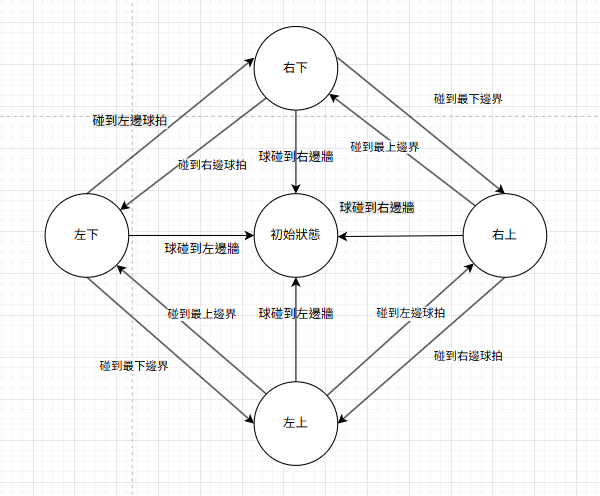 右下
碰到最下邊界
碰到左邊球拍
碰到最上邊界
球碰到右邊牆
碰到右邊球拍
球碰到右邊牆
左下
初始狀態
右上
球碰到左邊牆
碰到最上邊界
球碰到左邊牆
碰到左邊球拍
碰到右邊球拍
碰到最下邊界
左上